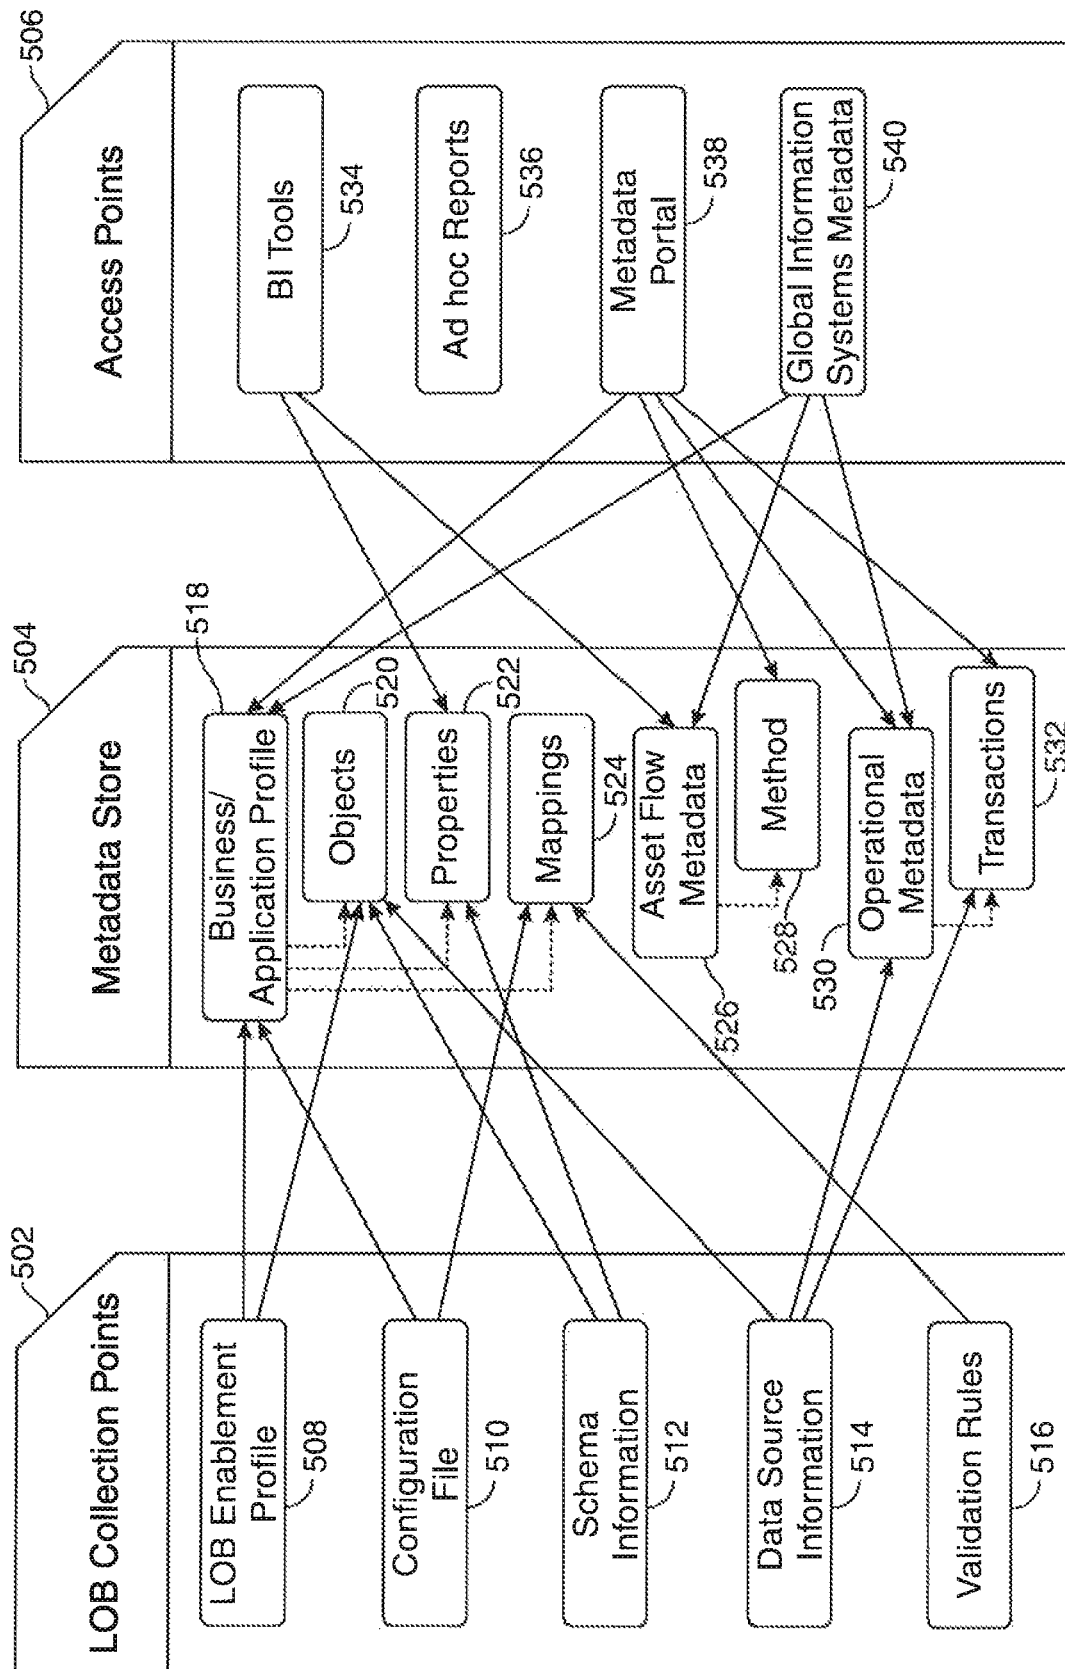 LOB Collection Points
502
LOB Enablement
Profile
508
Configuration
File
510
Schema
Information
512
Data Source
Information
514
Validation Rules
516
Metadata Store
504
Business/
Application Profile
518
Objects
520
Properties
522
Mappings
524
Asset Flow
Metadata
526
Method
528
Operational
Metadata
530
Transactions
532
Access Points
506
BI Tools
534
Ad hoc Reports
536
Metadata
Portal
538
Global Information
Systems Metadata
540